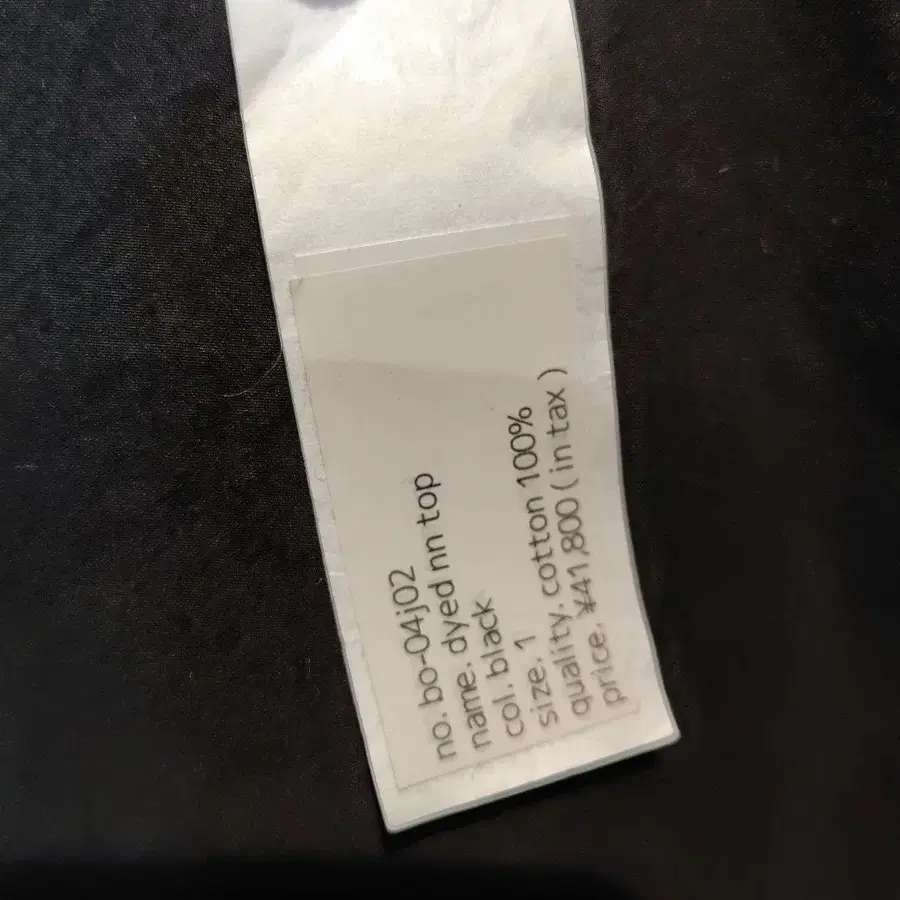 no. bo-04j02
name. dyed nn top
col. black
size. 1
quality. cotton 100%
price. ¥41,800 ( in tax )